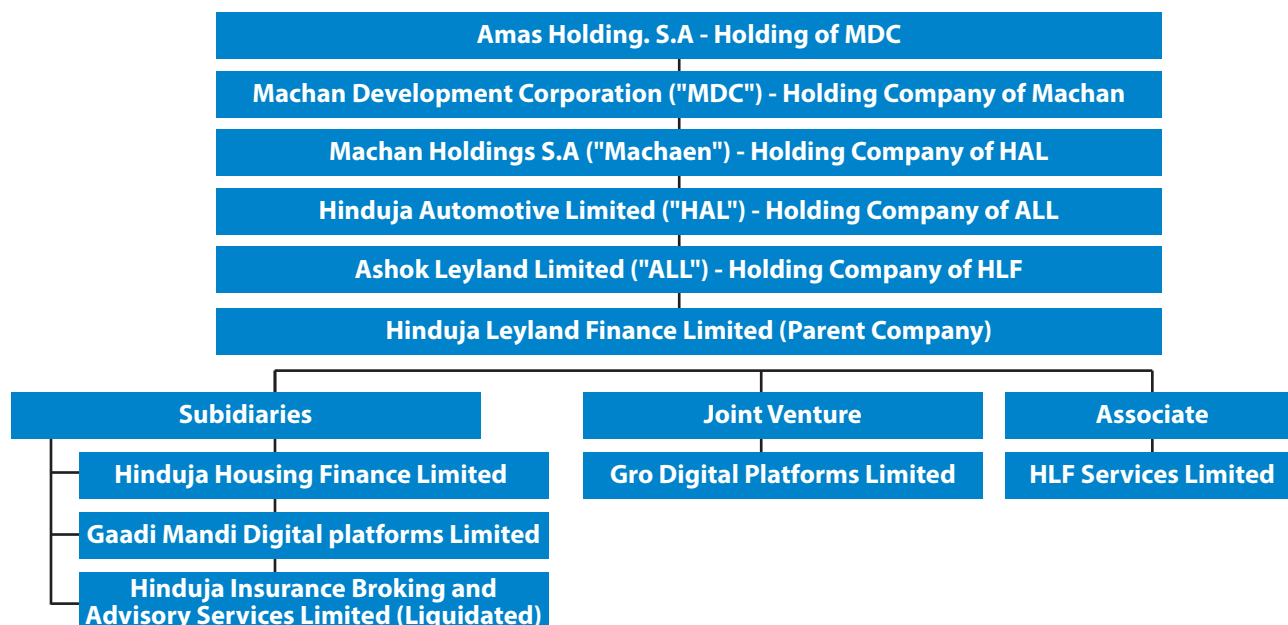 Amas Holding. S.A - Holding of MDC
Machan Development Corporation ("MDC") - Holding Company of Machan
Machan Holdings S.A ("Machaen") - Holding Company of HAL
Hinduja Automotive Limited ("HAL") - Holding Company of ALL
Ashok Leyland Limited ("ALL") - Holding Company of HLF
Hinduja Leyland Finance Limited (Parent Company)
Subidiaries
Joint Venture
Associate
Hinduja Housing Finance Limited
Gro Digital Platforms Limited
HLF Services Limited
Gaadi Mandi Digital platforms Limited
Hinduja Insurance Broking and
Advisory Services Limited (Liquidated)